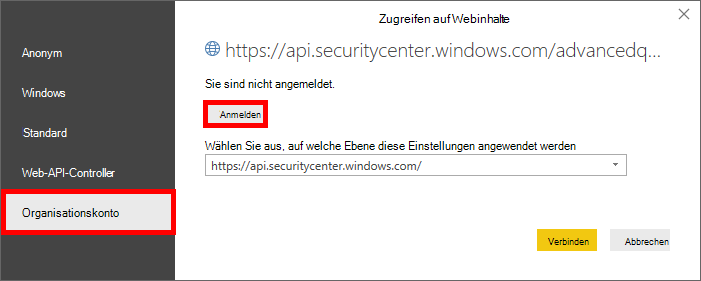 Zugreifen auf Webinhalte
Anonym
Windows
Standard
Web-API-Controller
Organisationskonto
https://api.securitycenter.windows.com/advancedq...
Sie sind nicht angemeldet.
Anmelden
Wählen Sie aus, auf welche Ebene diese Einstellungen angewendet werden
https://api.securitycenter.windows.com/
Verbinden
Abbrechen